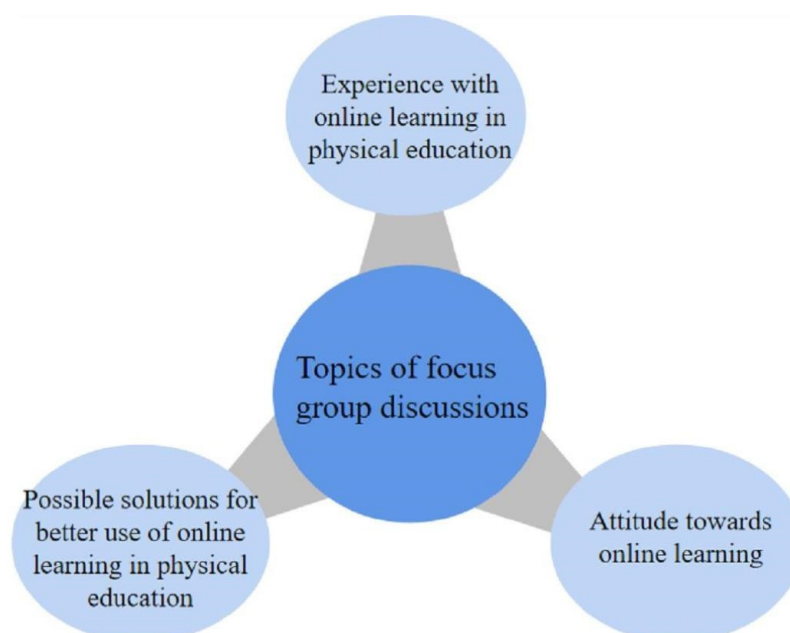 Experience with
online learning in
physical education
Topics of focus
group discussions
Possible solutions for
better use of online
learning in physical
education
Attitude towards
online learning